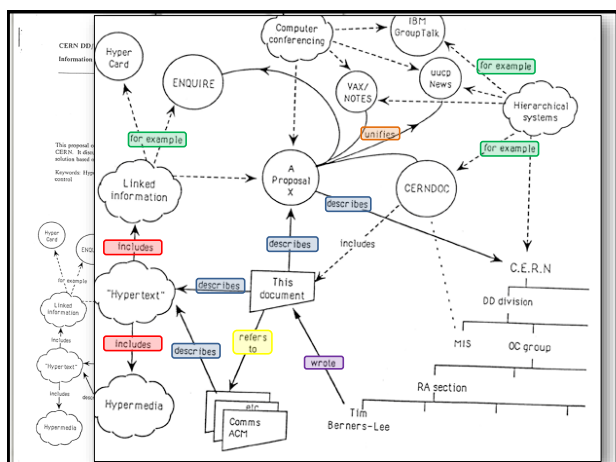 CERN DD/
Information
This proposal o
CERN. It discu
solution based o
Keywords: Hype
control
Hyper
Card
ENQUIRE
for example
Linked
information
Includes
"Hypertext"
includes
Hypermedia
Hyper
Card
ENQUIRE
for example
Linked
information
Includes
"Hypertext"
includes
Hypermedia
Computer
conferencing
IBM
GroupTalk
for example
VAX/
NOTES
uucp
News
Hierarchical
systems
unifies
for example
A
Proposal
X
CERNDOC
describes
describes
includes
C.E.R.N
describes
This
document
DD division
refers
to
describes
wrote
MIS
OC group
RA section
etc
Comms
ACM
Tim
Berners-Lee